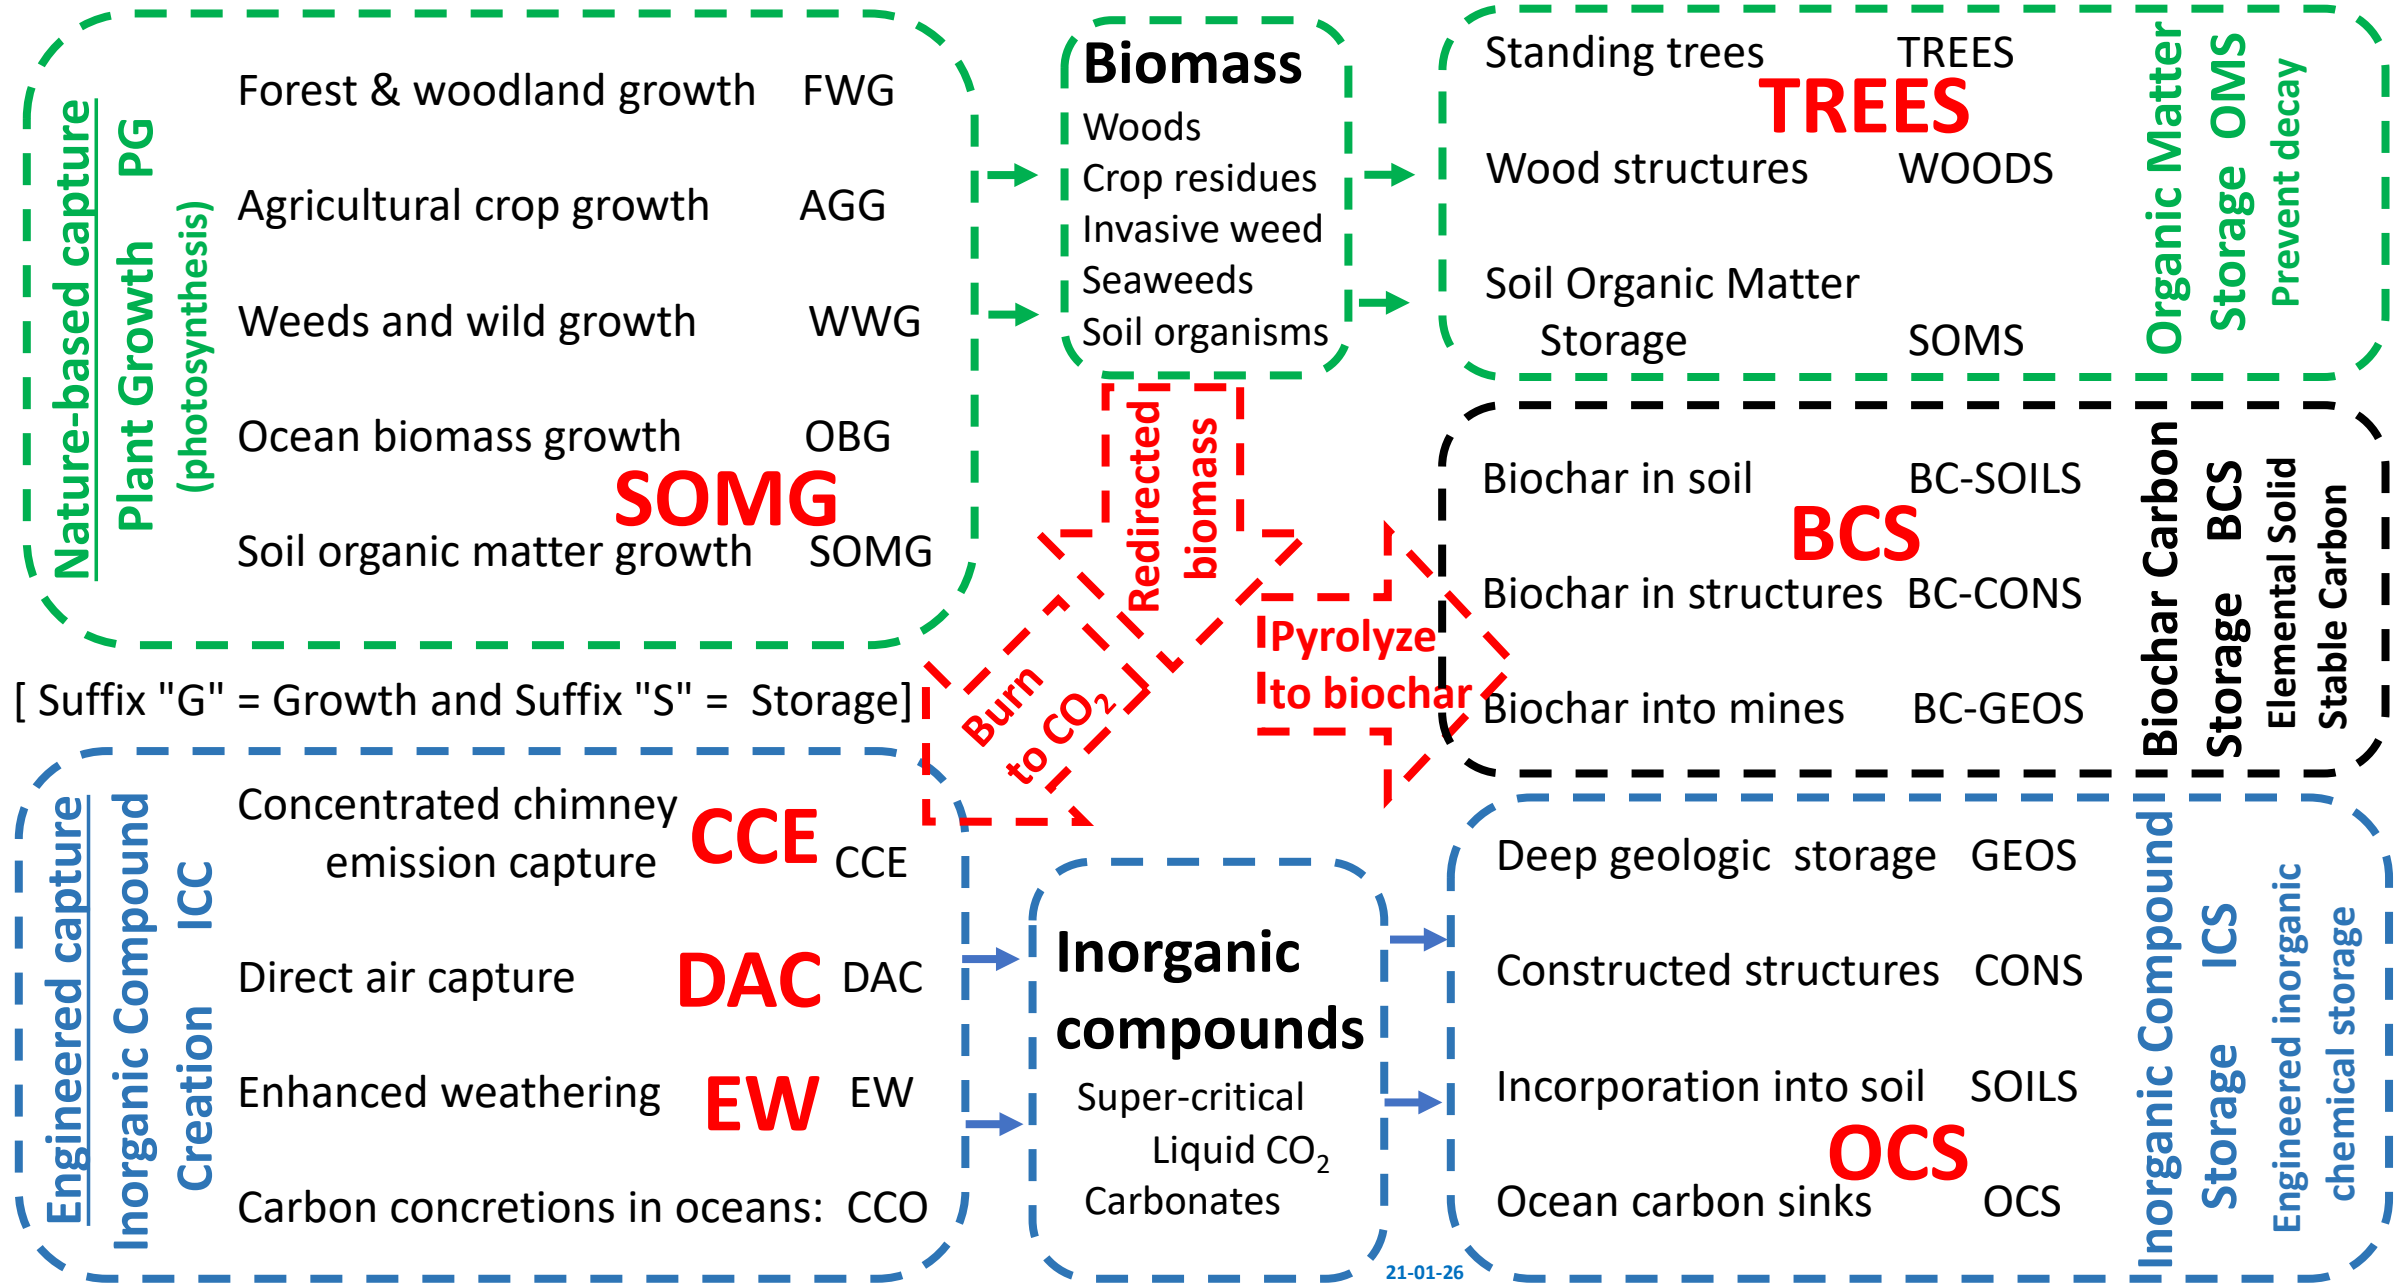 Nature-based capture
Plant Growth PG
(photosynthesis)
Forest & woodland growth FWG
Agricultural crop growth AGG
Weeds and wild growth WWG
Ocean biomass growth OBG
SOMG
Soil organic matter growth SOMG
Biomass
Woods
Crop residues
Invasive weed
Seaweeds
Soil organisms
Standing trees TREES
TREES
Wood structures WOODS
Soil Organic Matter
Storage SOMS
Organic Matter
Storage OMS
Prevent decay
Redirected
biomass
Burn
to CO₂
Pyrolyze
to biochar
Biochar in soil BC-SOILS
BCS
Biochar in structures BC-CONS
Biochar into mines BC-GEOS
Biochar Carbon
Storage BCS
Elemental Solid
Stable Carbon
[ Suffix "G" = Growth and Suffix "S" = Storage]
Engineered capture
Inorganic Compound
Creation ICC
Concentrated chimney
emission capture CCE CCE
Direct air capture DAC DAC
Enhanced weathering EW EW
Carbon concretions in oceans: CCO
Inorganic
compounds
Super-critical
Liquid CO₂
Carbonates
Deep geologic storage GEOS
Constructed structures CONS
Incorporation into soil SOILS
OCS
Ocean carbon sinks OCS
Inorganic Compound
Storage ICS
Engineered inorganic
chemical storage
21-01-26